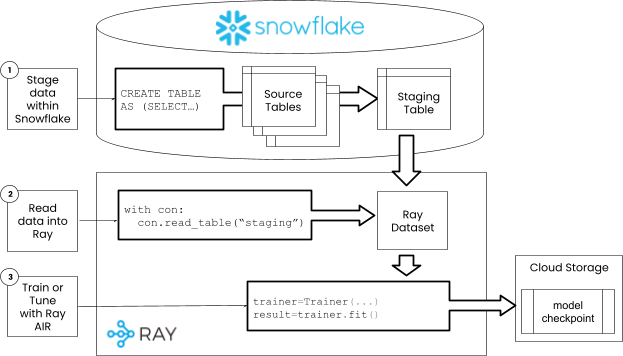 snowflake
1
Stage
data
within
Snowflake
CREATE TABLE
AS (SELECT…)
Source
Tables
Staging
Table
2
Read
data into
Ray
with con:
con.read_table(“staging”)
Ray
Dataset
3
Train or
Tune
with Ray
AIR
trainer=Trainer(...)
result=trainer.fit()
Cloud Storage
model
checkpoint
RAY